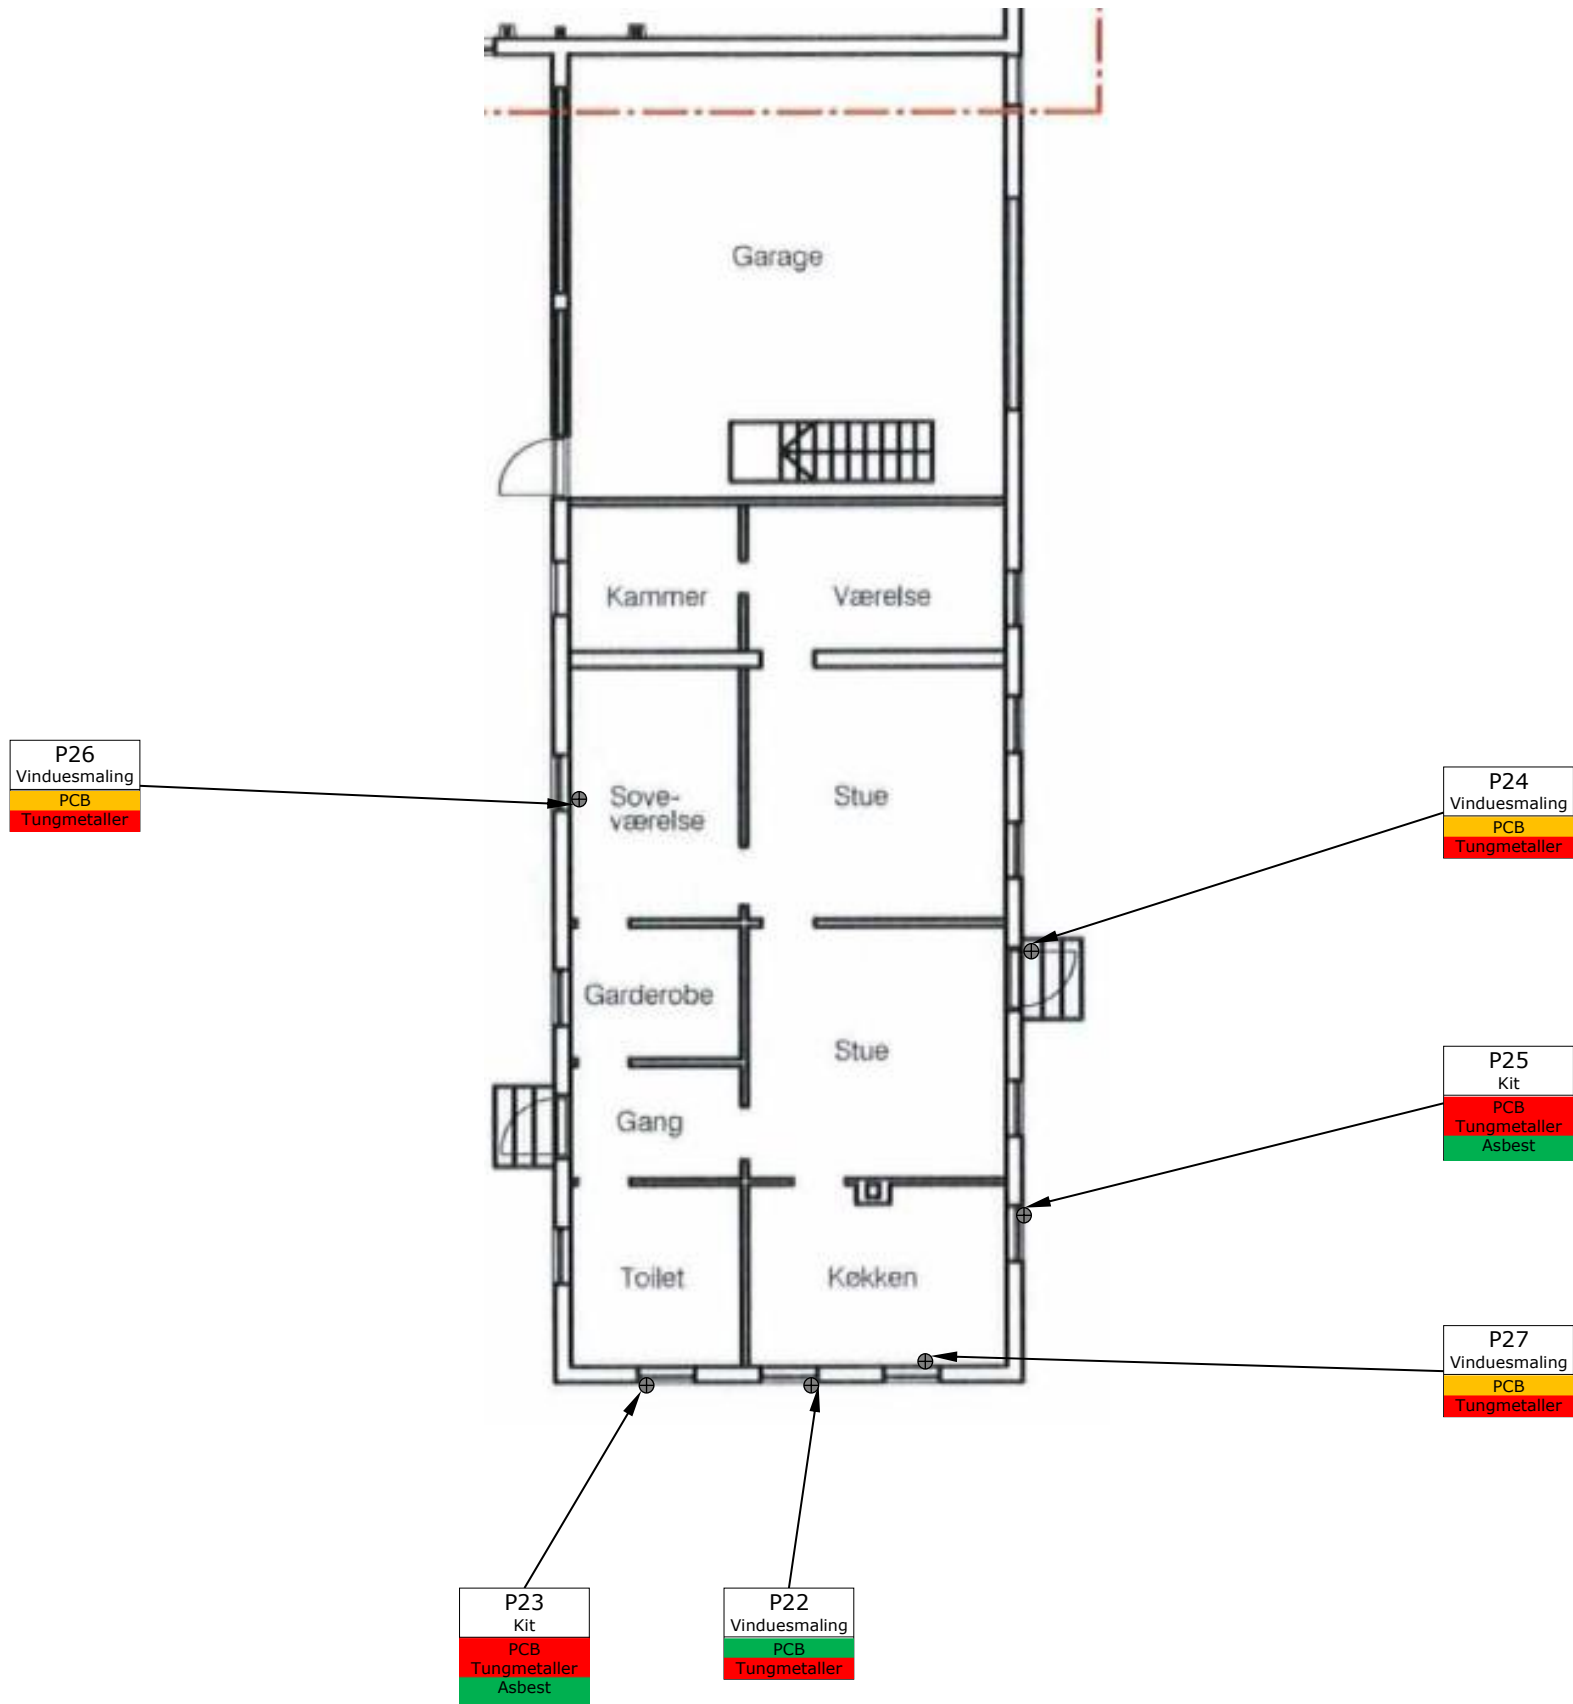 Garage
Kammer
Værelse
Sove-
værelse
Stue
Garderobe
Stue
Gang
Toilet
Køkken
P26
Vinduesmaling
PCB
Tungmetaller
P24
Vinduesmaling
PCB
Tungmetaller
P25
Kit
PCB
Tungmetaller
Asbest
P27
Vinduesmaling
PCB
Tungmetaller
P23
Kit
PCB
Tungmetaller
Asbest
P22
Vinduesmaling
PCB
Tungmetaller